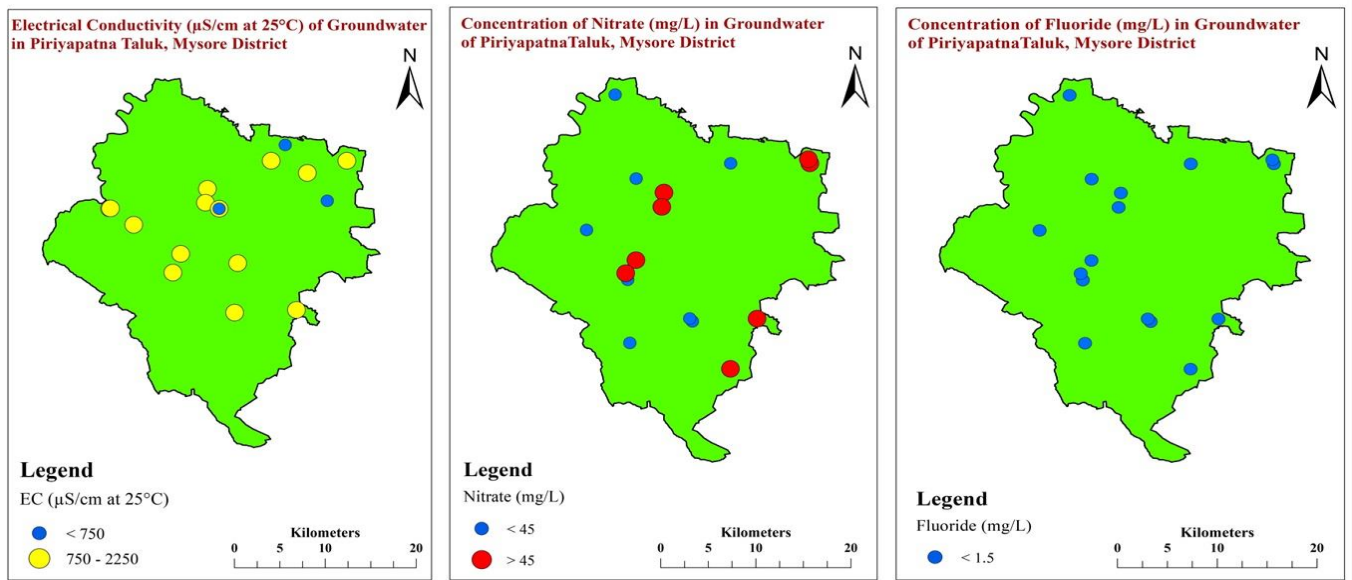 Electrical Conductivity (µS/cm at 25°C) of Groundwater
in Piriyapatna Taluk, Mysore District
N
Legend
EC (µS/cm at 25°C)
< 750
750 - 2250
Kilometers
0 5 10 20
Concentration of Nitrate (mg/L) in Groundwater
of PiriyapatnaTaluk, Mysore District
N
Legend
Nitrate (mg/L)
< 45
> 45
Kilometers
0 5 10 20
Concentration of Fluoride (mg/L) in Groundwater
of PiriyapatnaTaluk, Mysore District
N
Legend
Fluoride (mg/L)
< 1.5
Kilometers
0 5 10 20